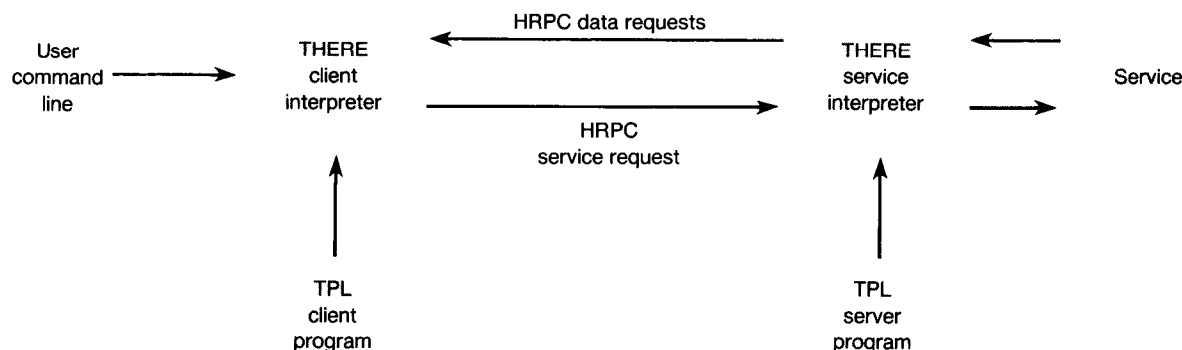 HRPC data requests
User
command
line
THERE
client
interpreter
THERE
service
interpreter
Service
HRPC
service request
TPL
client
program
TPL
server
program